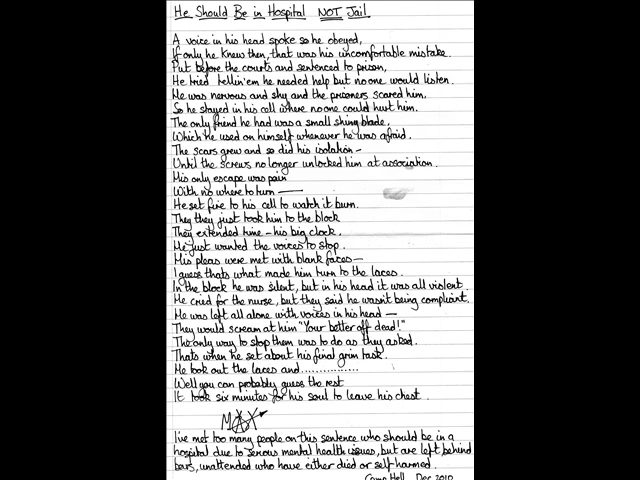 He Should Be in Hospital NOT Jail
A voice in his head spoke so he obeyed,
If only he knew then, that was his uncomfortable mistake.
Put before the courts and sentenced to prison,
He tried tellin'em he needed help but no one would listen.
He was nervous and shy and the prisoners scared him,
So he stayed in his cell where no one could hurt him.
The only friend he had was a small shiny blade,
Which he used on himself whenever he was afraid.
The scars grew and so did his isolation -
Until the screws no longer unlocked him at association.
His only escape was pain
With no where to turn —
He set fire to his cell to watch it burn.
They they just took him to the block
They extended time - his big clock.
He just wanted the voices to stop.
His pleas were met with blank faces -
I guess thats what made him turn to the laces.
In the block he was silent, but in his head it was all violent.
He cried for the nurse, but they said he wasn't being compliant.
He was left all alone with voices in his head —
They would scream at him "Your better off dead!"
The only way to stop them was to do as they asked.
Thats when he set about his final grim task.
He took out the laces and...............
Well you can probably guess the rest
It took six minutes for his soul to leave his chest.
I've met too many people on this sentence who should be in a
hospital due to serious mental health issues, but are left behind
bars, unattended who have either died or self harmed.
Camp Hell Dec 2010